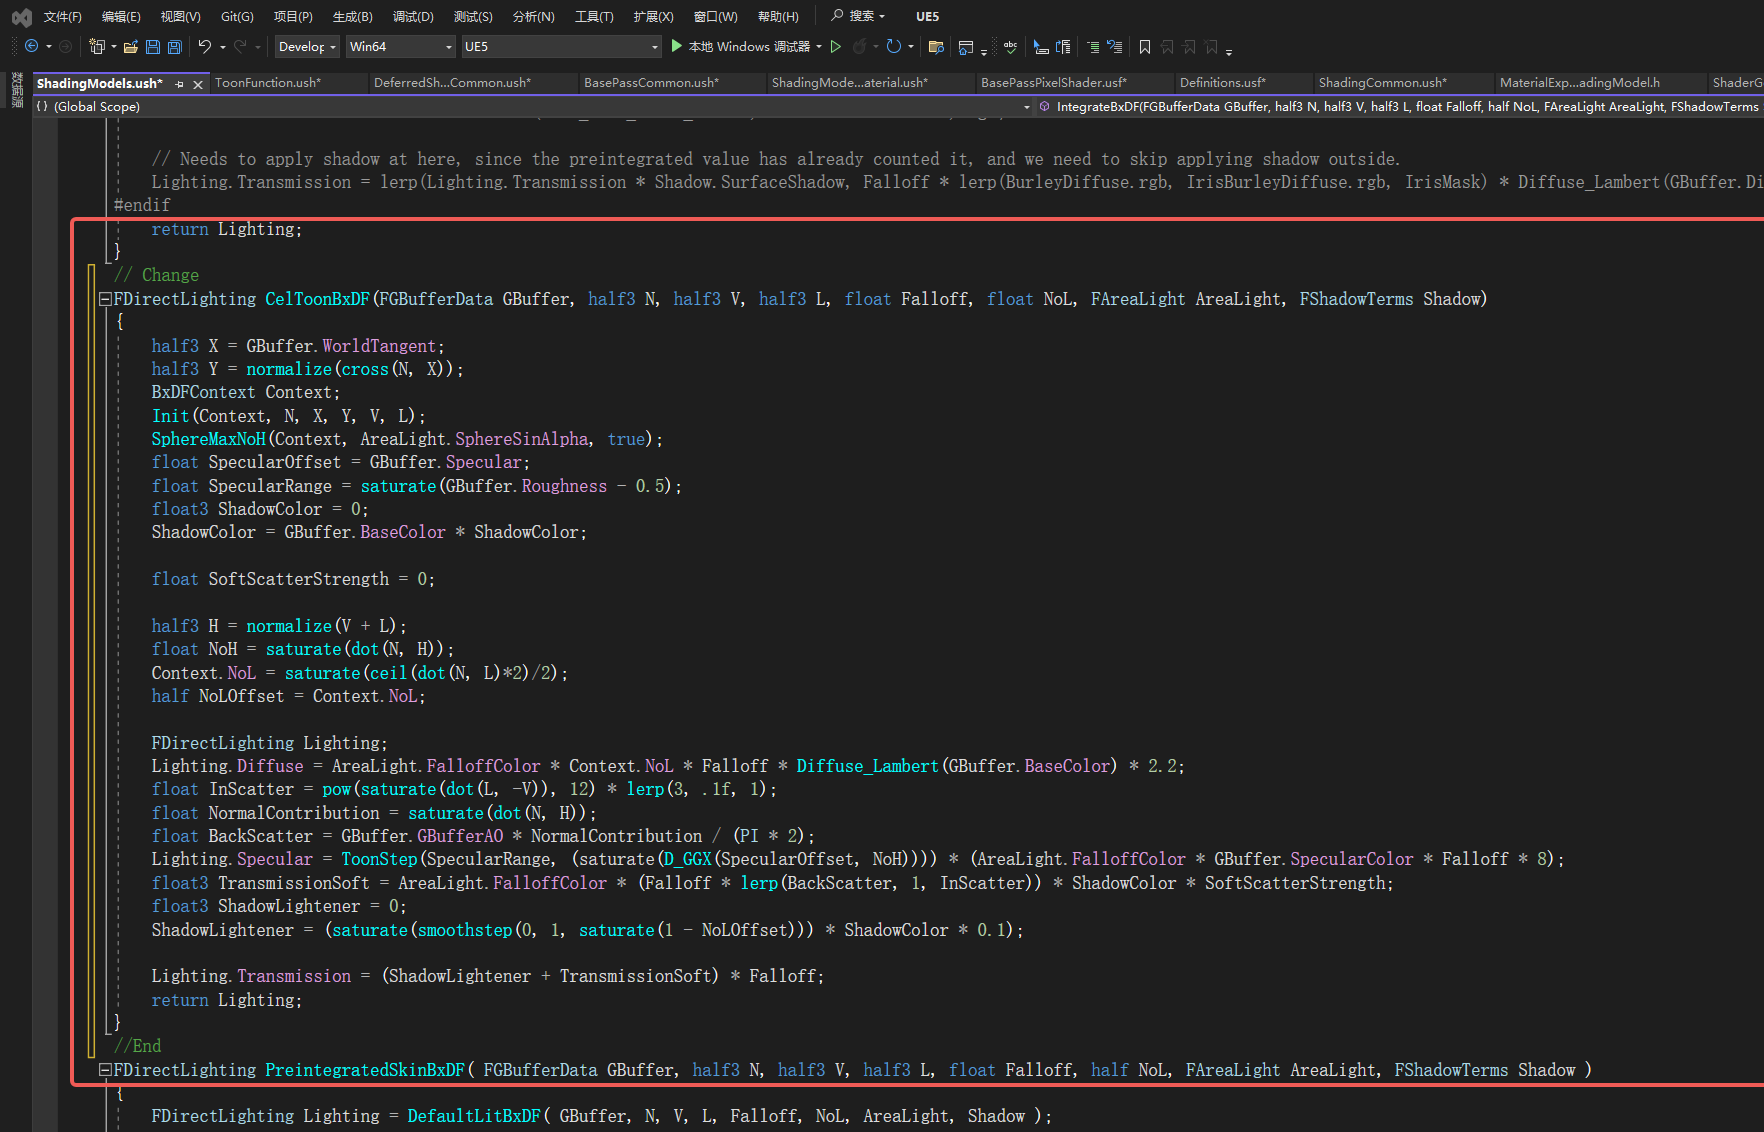 文件(F) 编辑(E) 视图(V) Git(G) 项目(P) 生成(B) 调试(D) 测试(S) 分析(N) 工具(T) 扩展(X) 窗口(W) 帮助(H) 搜索 UE5
Develop Win64 UE5 本地 Windows 调试器
数据源
ShadingModels.ush* ToonFunction.ush* DeferredSh...Common.ush* BasePassCommon.ush* ShadingMode...aterial.ush* BasePassPixelShader.usf* Definitions.usf* ShadingCommon.ush* MaterialExp...adingModel.h ShaderG
(Global Scope) IntegrateBxDF(FGBufferData GBuffer, half3 N, half3 V, half3 L, float Falloff, half NoL, FAreaLight AreaLight, FShadowTerms
// Needs to apply shadow at here, since the preintegrated value has already counted it, and we need to skip applying shadow outside.
Lighting.Transmission = lerp(Lighting.Transmission * Shadow.SurfaceShadow, Falloff * lerp(BurleyDiffuse.rgb, IrisBurleyDiffuse.rgb, IrisMask) * Diffuse_Lambert(GBuffer.Di
#endif
return Lighting;
}
// Change
FDirectLighting CelToonBxDF(FGBufferData GBuffer, half3 N, half3 V, half3 L, float Falloff, float NoL, FAreaLight AreaLight, FShadowTerms Shadow)
{
half3 X = GBuffer.WorldTangent;
half3 Y = normalize(cross(N, X));
BxDFContext Context;
Init(Context, N, X, Y, V, L);
SphereMaxNoH(Context, AreaLight.SphereSinAlpha, true);
float SpecularOffset = GBuffer.Specular;
float SpecularRange = saturate(GBuffer.Roughness - 0.5);
float3 ShadowColor = 0;
ShadowColor = GBuffer.BaseColor * ShadowColor;
float SoftScatterStrength = 0;
half3 H = normalize(V + L);
float NoH = saturate(dot(N, H));
Context.NoL = saturate(ceil(dot(N, L)*2)/2);
half NoLOffset = Context.NoL;
FDirectLighting Lighting;
Lighting.Diffuse = AreaLight.FalloffColor * Context.NoL * Falloff * Diffuse_Lambert(GBuffer.BaseColor) * 2.2;
float InScatter = pow(saturate(dot(L, -V)), 12) * lerp(3, .1f, 1);
float NormalContribution = saturate(dot(N, H));
float BackScatter = GBuffer.GBufferAO * NormalContribution / (PI * 2);
Lighting.Specular = ToonStep(SpecularRange, (saturate(D_GGX(SpecularOffset, NoH)))) * (AreaLight.FalloffColor * GBuffer.SpecularColor * Falloff * 8);
float3 TransmissionSoft = AreaLight.FalloffColor * (Falloff * lerp(BackScatter, 1, InScatter)) * ShadowColor * SoftScatterStrength;
float3 ShadowLightener = 0;
ShadowLightener = (saturate(smoothstep(0, 1, saturate(1 - NoLOffset))) * ShadowColor * 0.1);
Lighting.Transmission = (ShadowLightener + TransmissionSoft) * Falloff;
return Lighting;
}
//End
FDirectLighting PreintegratedSkinBxDF( FGBufferData GBuffer, half3 N, half3 V, half3 L, float Falloff, half NoL, FAreaLight AreaLight, FShadowTerms Shadow )
{
FDirectLighting Lighting = DefaultLitBxDF( GBuffer, N, V, L, Falloff, NoL, AreaLight, Shadow );